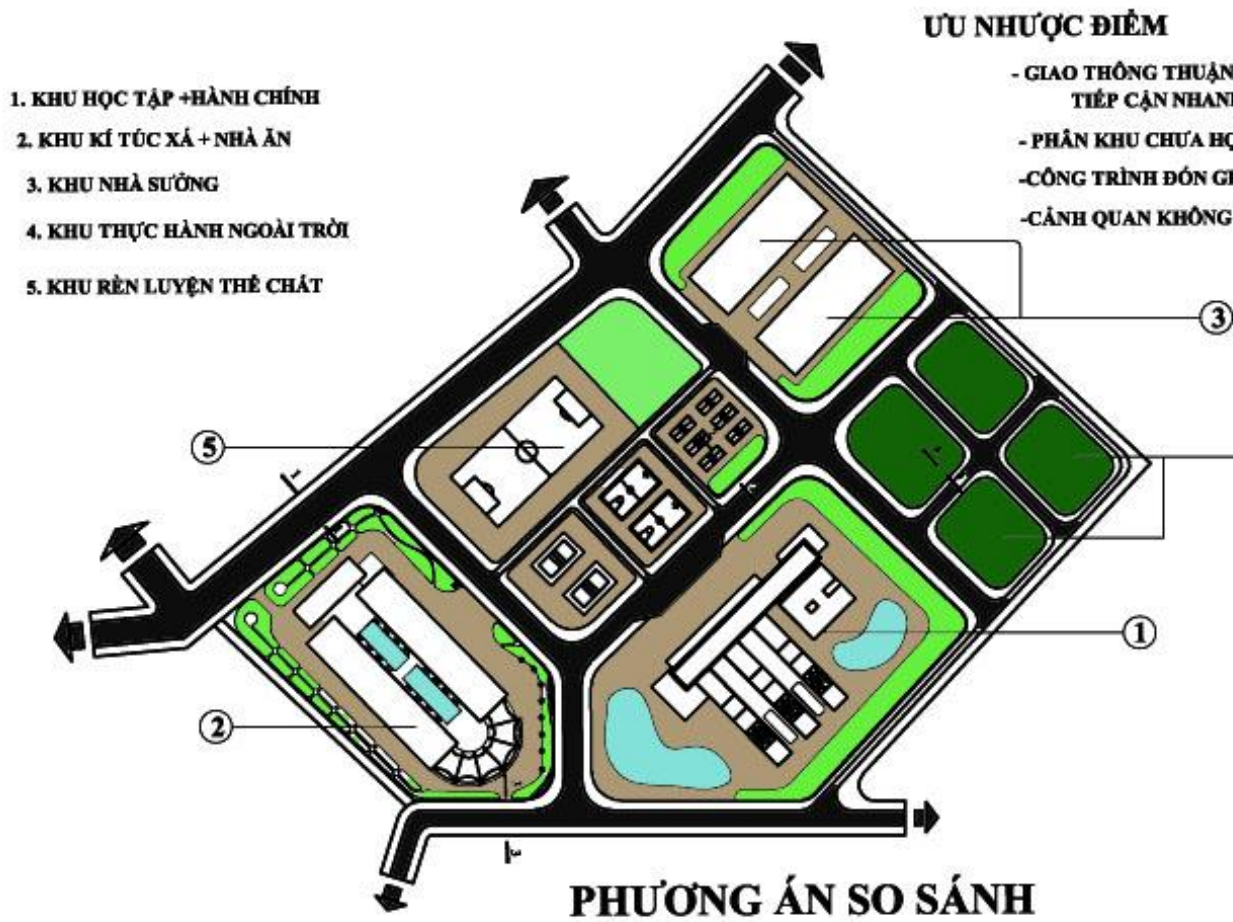 1. KHU HỌC TẬP +HÀNH CHÍNH
2. KHU KÍ TÚC XÁ + NHÀ ĂN
3. KHU NHÀ SƯỞNG
4. KHU THỰC HÀNH NGOÀI TRỜI
5. KHU RÈN LUYỆN THỂ CHẤT
ƯU NHƯỢC ĐIỂM
- GIAO THÔNG THUẬN
TIẾP CẬN NHANH
- PHÂN KHU CHƯA
-CÔNG TRÌNH ĐÓN
-CẢNH QUAN KHÔNG
3
5
1
2
PHƯƠNG ÁN SO SÁNH